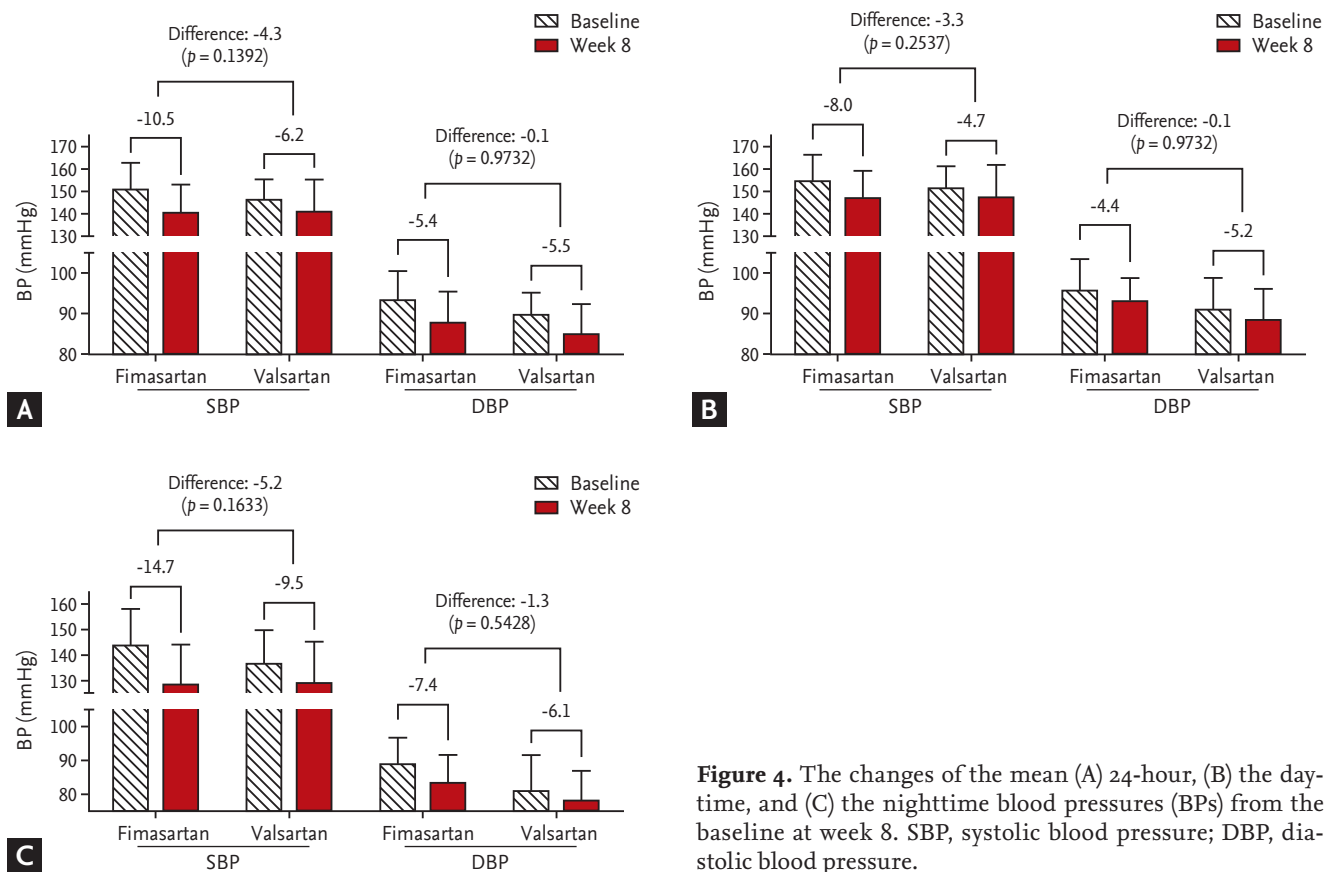 Difference: -4.3
(p = 0.1392)
Baseline
Week 8
-10.5
-6.2
Difference: -0.1
(p = 0.9732)
-5.4
-5.5
BP (mmHg)
170
160
150
140
130
100
90
80
Fimasartan
Valsartan
Fimasartan
Valsartan
SBP
DBP
A
Difference: -3.3
(p = 0.2537)
Baseline
Week 8
-8.0
-4.7
Difference: -0.1
(p = 0.9732)
-4.4
-5.2
BP (mmHg)
170
160
150
140
130
100
90
80
Fimasartan
Valsartan
Fimasartan
Valsartan
SBP
DBP
B
Difference: -5.2
(p = 0.1633)
Baseline
Week 8
-14.7
-9.5
Difference: -1.3
(p = 0.5428)
-7.4
-6.1
BP (mmHg)
160
150
140
130
100
90
80
Fimasartan
Valsartan
Fimasartan
Valsartan
SBP
DBP
C
Figure 4. The changes of the mean (A) 24-hour, (B) the day-
time, and (C) the nighttime blood pressures (BPs) from the
baseline at week 8. SBP, systolic blood pressure; DBP, dia-
stolic blood pressure.